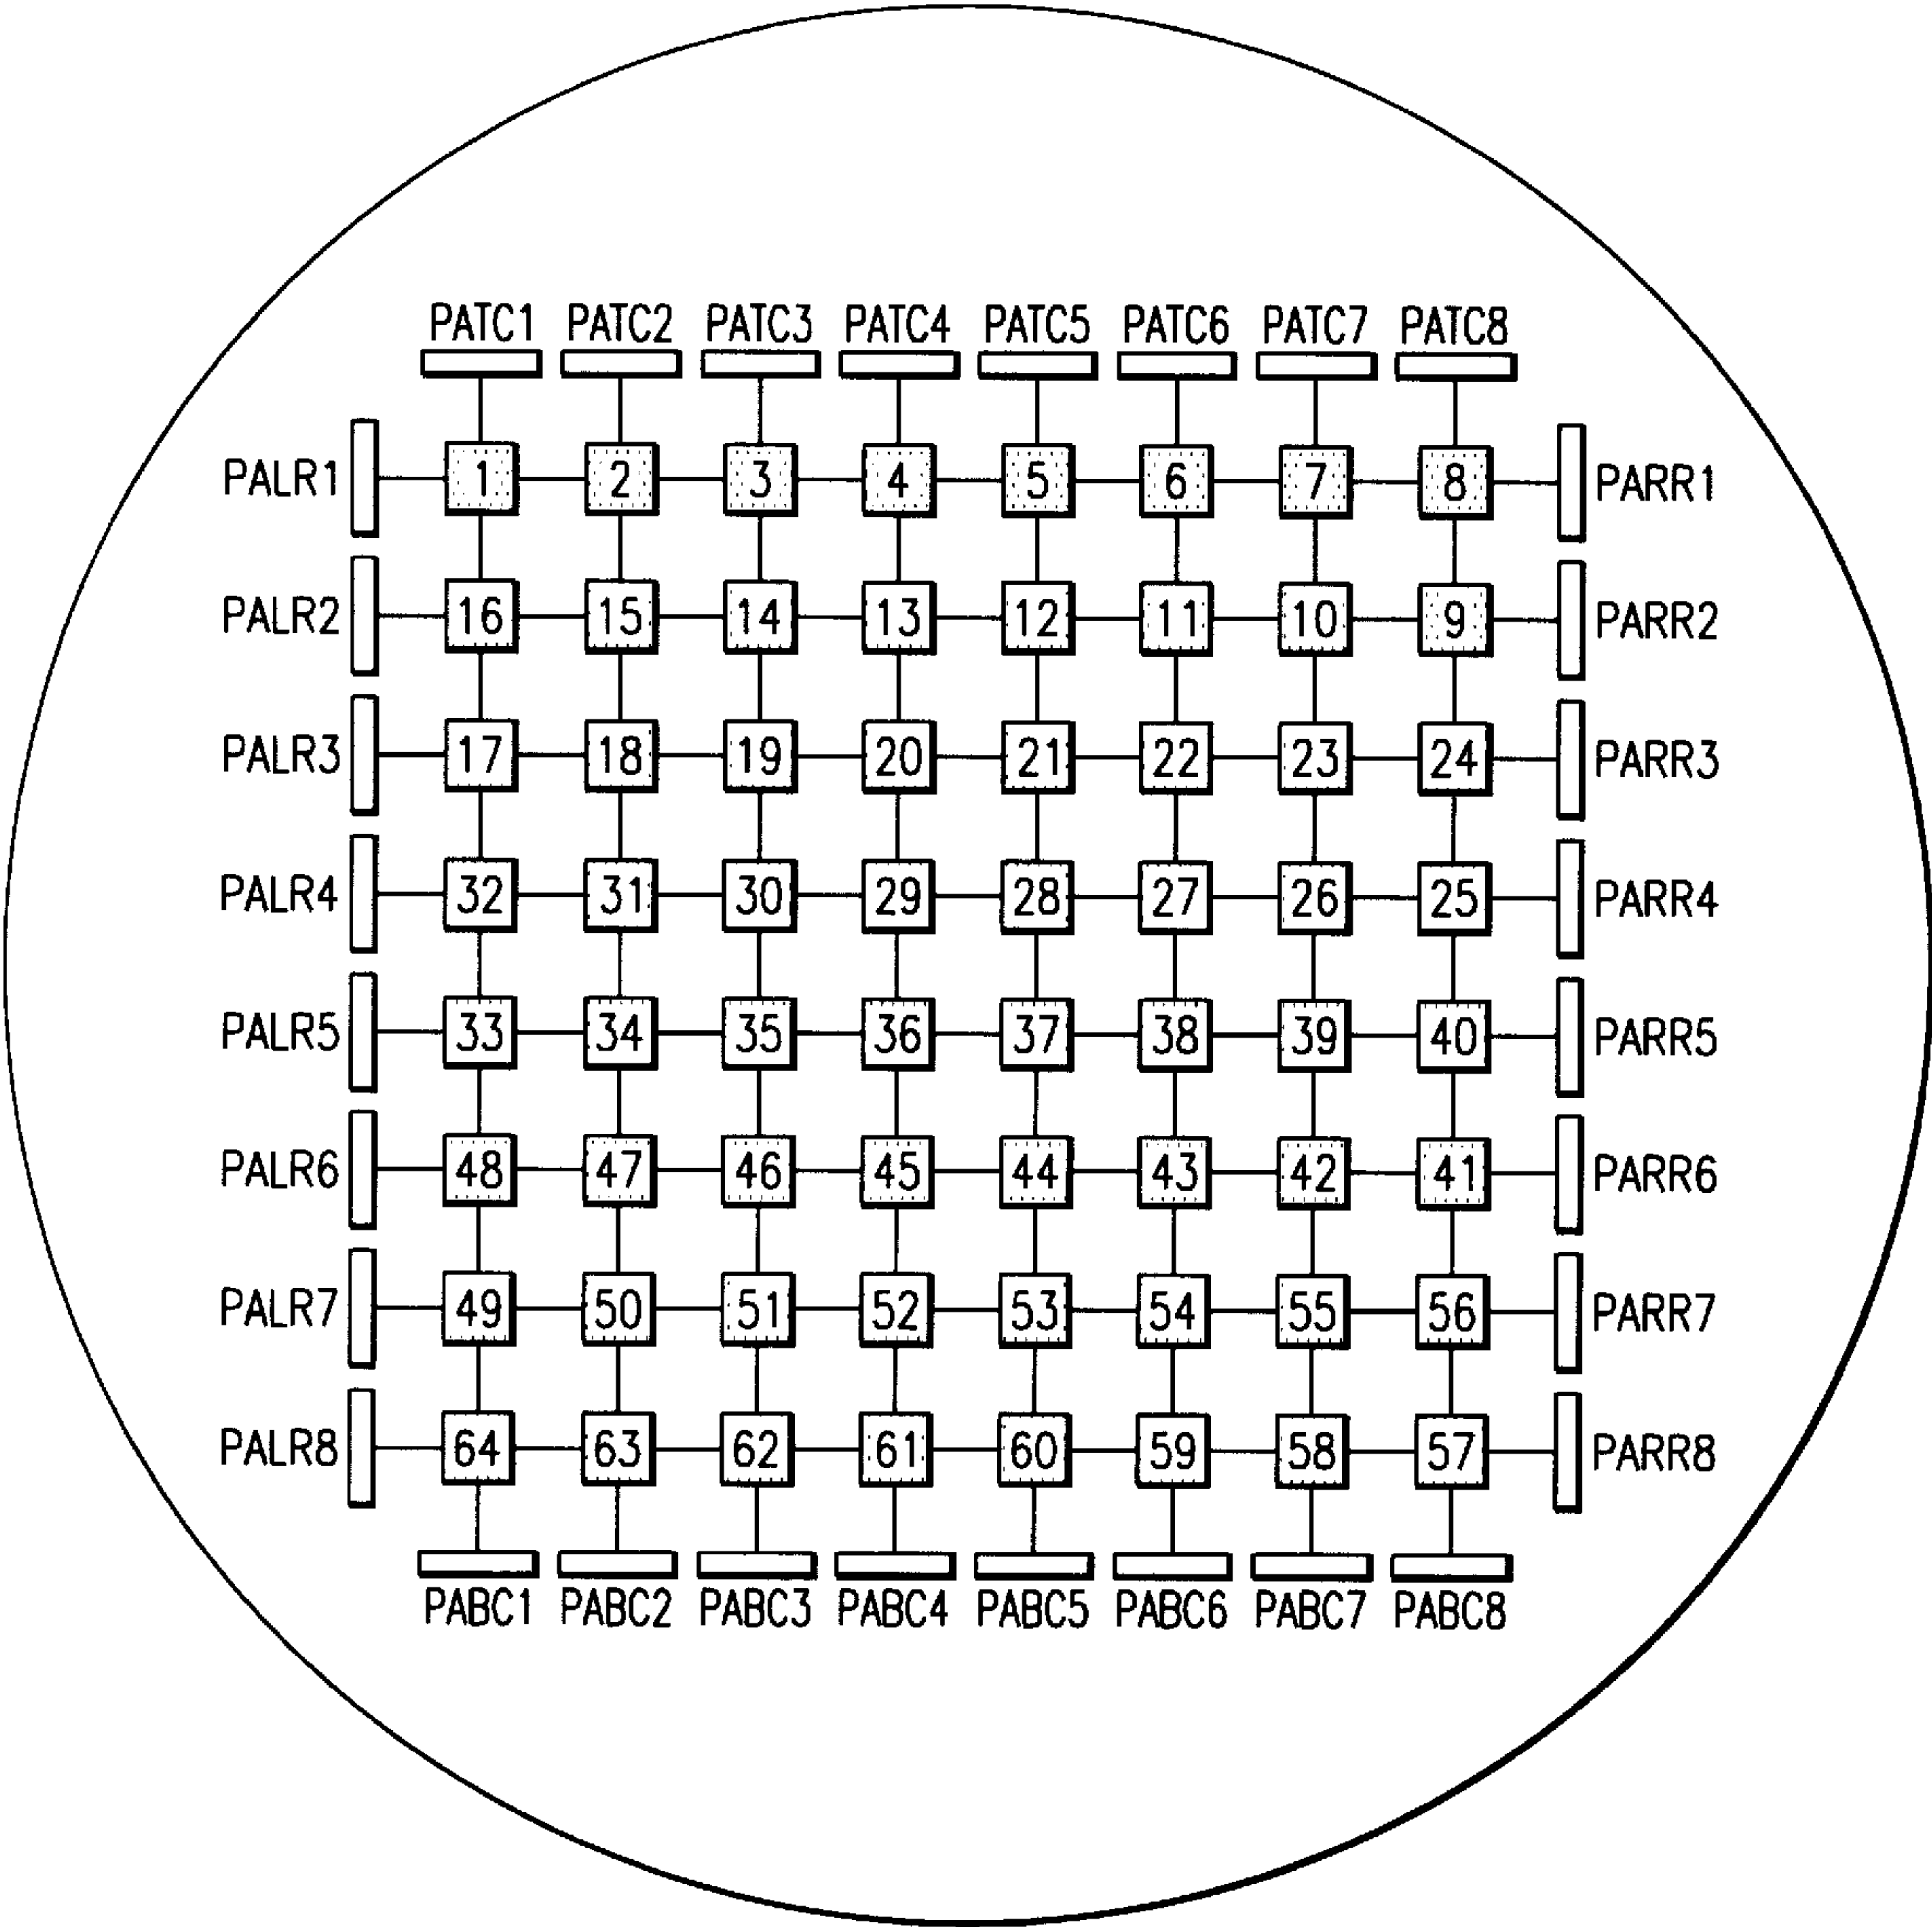 PATC1 PATC2 PATC3 PATC4 PATC5 PATC6 PATC7 PATC8
PALR1 1 2 3 4 5 6 7 8 PARR1
PALR2 16 15 14 13 12 11 10 9 PARR2
PALR3 17 18 19 20 21 22 23 24 PARR3
PALR4 32 31 30 29 28 27 26 25 PARR4
PALR5 33 34 35 36 37 38 39 40 PARR5
PALR6 48 47 46 45 44 43 42 41 PARR6
PALR7 49 50 51 52 53 54 55 56 PARR7
PALR8 64 63 62 61 60 59 58 57 PARR8
PABC1 PABC2 PABC3 PABC4 PABC5 PABC6 PABC7 PABC8